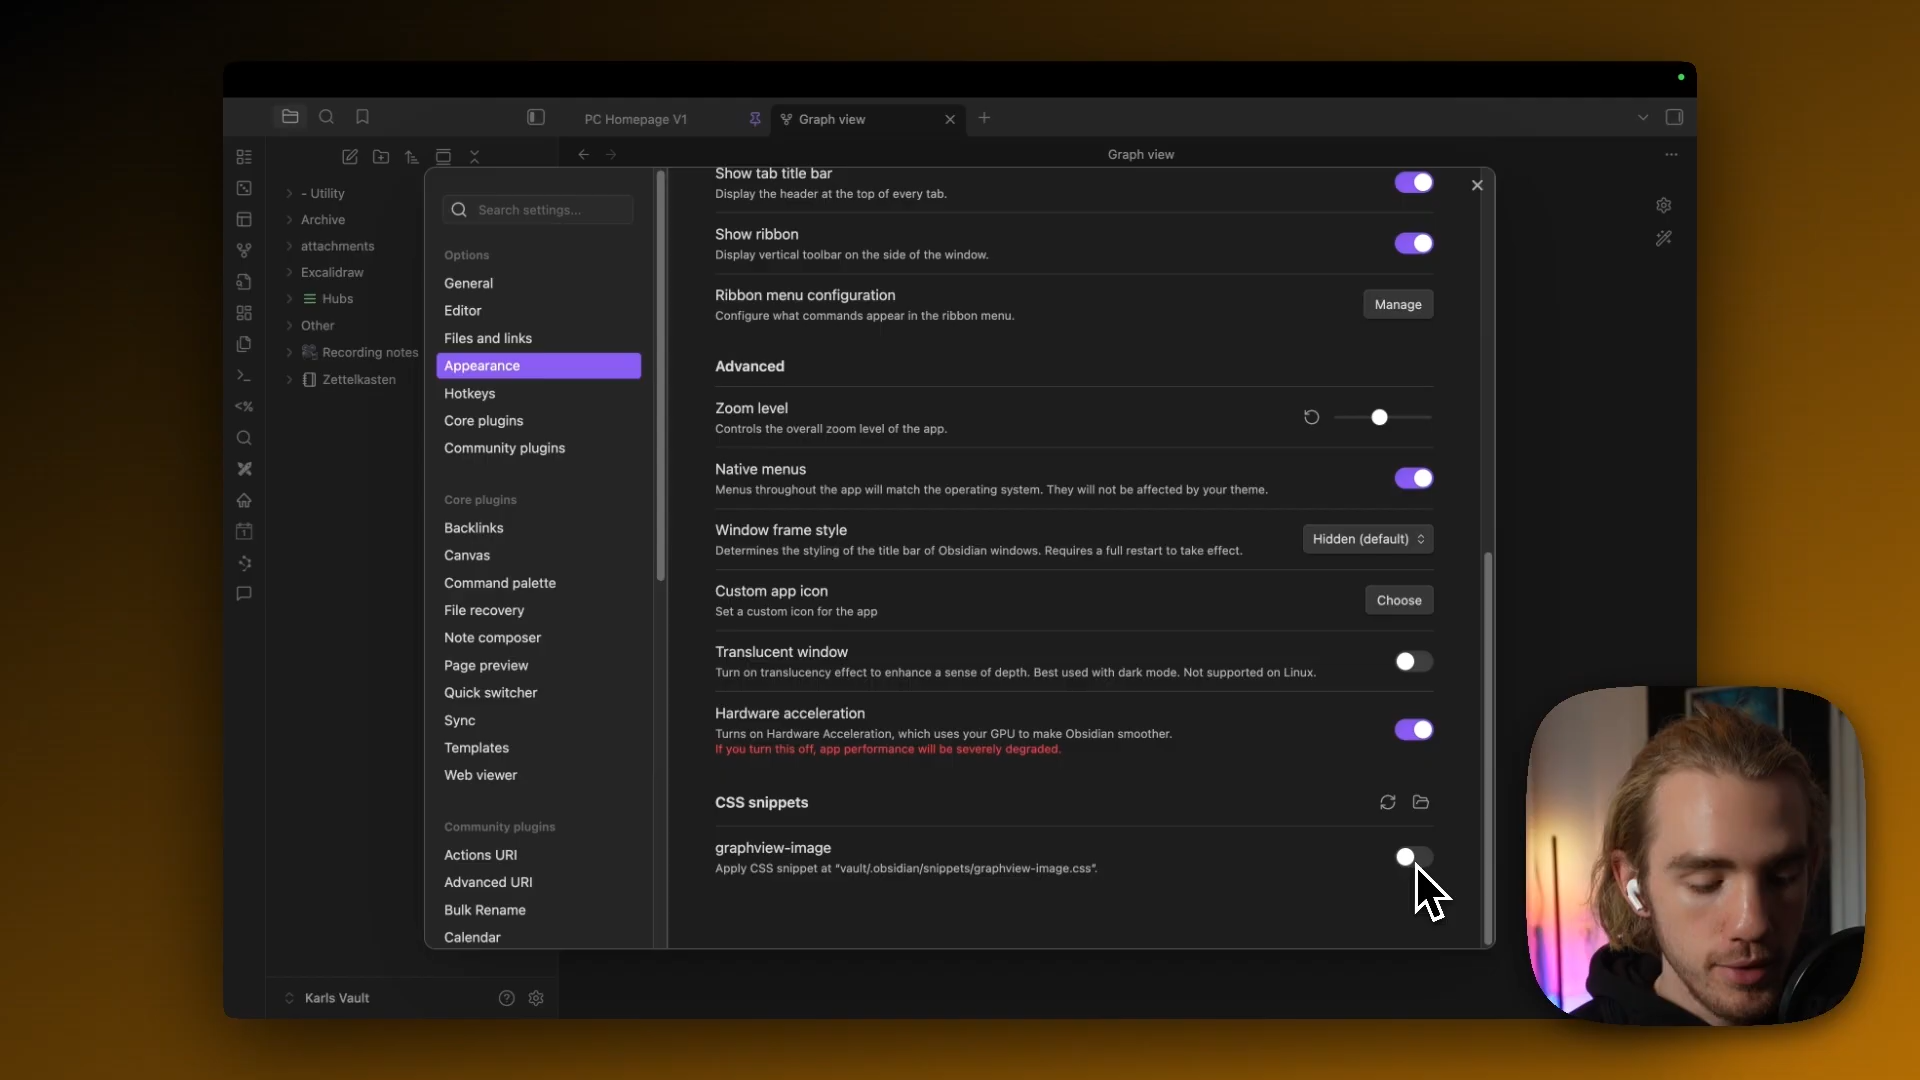 PC Homepage V1
Graph view
Graph view
- Utility
Archive
attachments
Excalidraw
Hubs
Other
Recording notes
Zettelkasten
Karls Vault
Search settings...
Options
General
Editor
Files and links
Appearance
Hotkeys
Core plugins
Community plugins
Core plugins
Backlinks
Canvas
Command palette
File recovery
Note composer
Page preview
Quick switcher
Sync
Templates
Web viewer
Community plugins
Actions URI
Advanced URI
Bulk Rename
Calendar
Show tab title bar
Display the header at the top of every tab.
Show ribbon
Display vertical toolbar on the side of the window.
Ribbon menu configuration
Configure what commands appear in the ribbon menu.
Manage
Advanced
Zoom level
Controls the overall zoom level of the app.
Native menus
Menus throughout the app will match the operating system. They will not be affected by your theme.
Window frame style
Determines the styling of the title bar of Obsidian windows. Requires a full restart to take effect.
Hidden (default)
Custom app icon
Set a custom icon for the app
Choose
Translucent window
Turn on translucency effect to enhance a sense of depth. Best used with dark mode. Not supported on Linux.
Hardware acceleration
Turns on Hardware Acceleration, which uses your GPU to make Obsidian smoother.
If you turn this off, app performance will be severely degraded.
CSS snippets
graphview-image
Apply CSS snippet at “vault/.obsidian/snippets/graphview-image.css”.